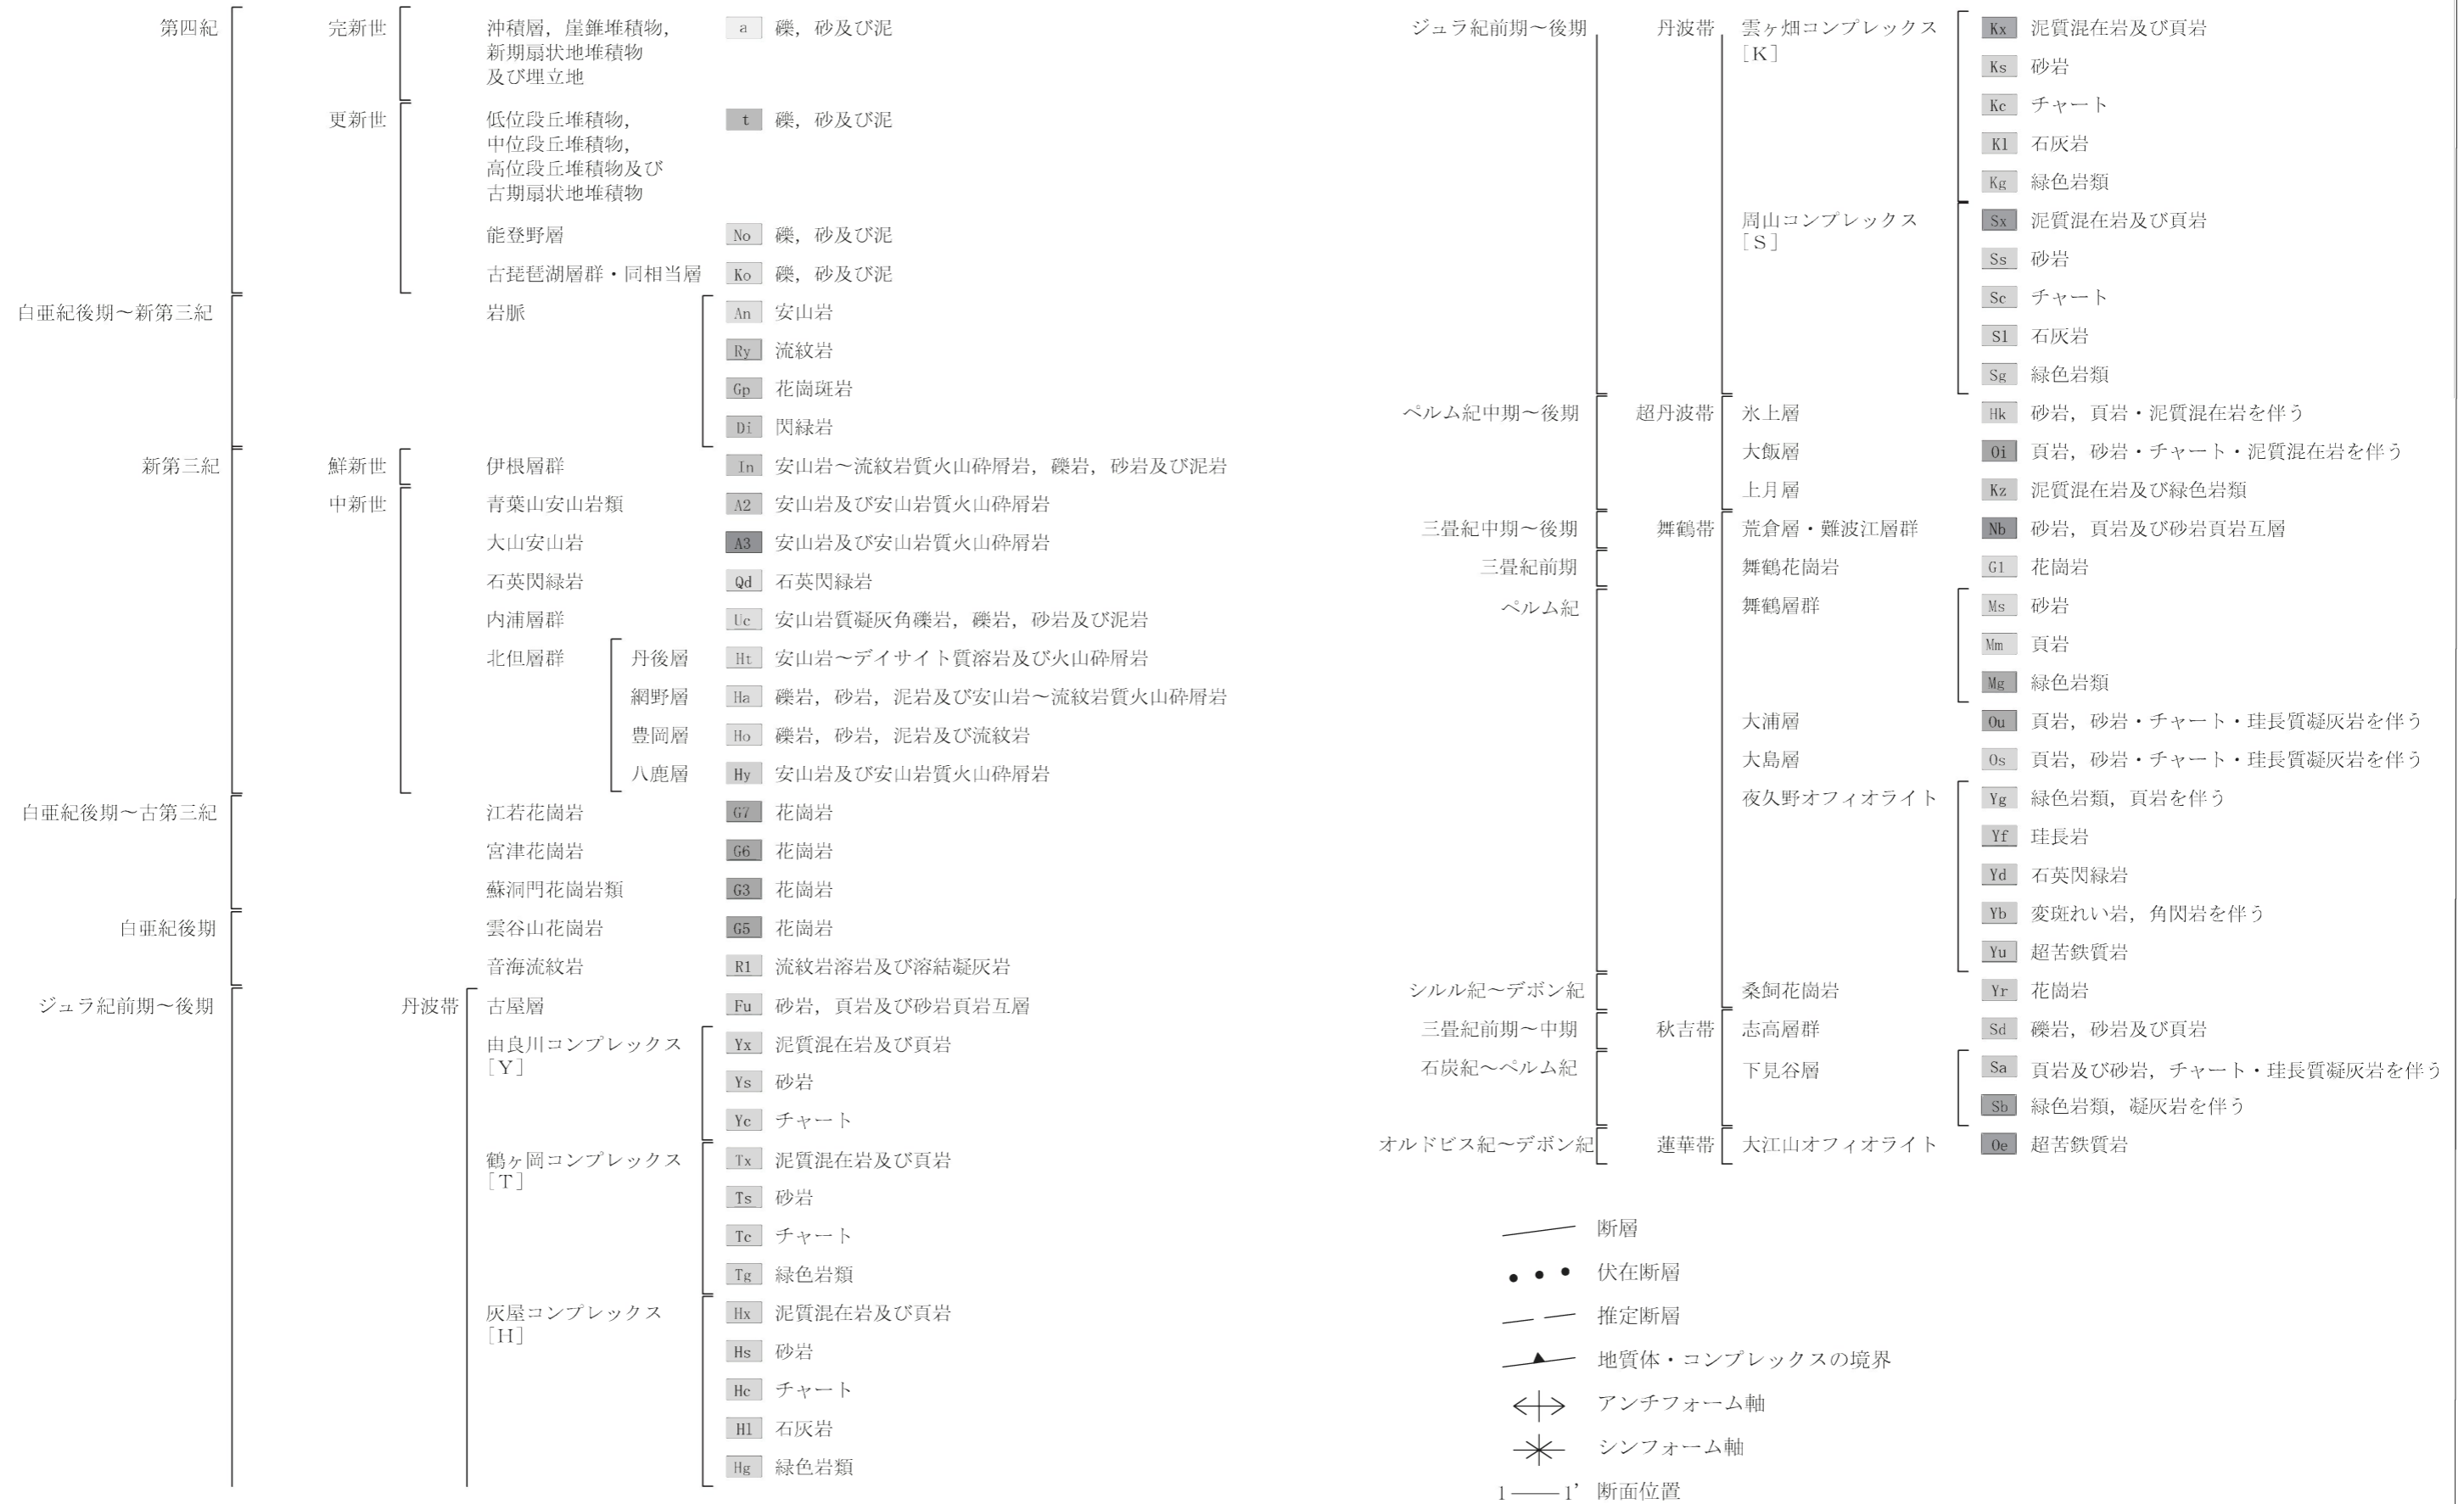 第四紀 完新世 沖積層，崖錐堆積物， a 礫，砂及び泥
新期扇状地堆積物
及び埋立地
更新世 低位段丘堆積物， t 礫，砂及び泥
中位段丘堆積物，
高位段丘堆積物及び
古期扇状地堆積物
能登野層 No 礫，砂及び泥
古琵琶湖層群・同相当層 Ko 礫，砂及び泥
白亜紀後期～新第三紀 岩脈 An 安山岩
Ry 流紋岩
Gp 花崗斑岩
Di 閃緑岩
新第三紀 鮮新世 伊根層群 In 安山岩～流紋岩質火山砕屑岩，礫岩，砂岩及び泥岩
中新世 青葉山安山岩類 A2 安山岩及び安山岩質火山砕屑岩
大山安山岩 A3 安山岩及び安山岩質火山砕屑岩
石英閃緑岩 Qd 石英閃緑岩
内浦層群 Uc 安山岩質凝灰角礫岩，礫岩，砂岩及び泥岩
北但層群 丹後層 Ht 安山岩～デイサイト質溶岩及び火山砕屑岩
網野層 Ha 礫岩，砂岩，泥岩及び安山岩～流紋岩質火山砕屑岩
豊岡層 Ho 礫岩，砂岩，泥岩及び流紋岩
八鹿層 Hy 安山岩及び安山岩質火山砕屑岩
白亜紀後期～古第三紀 江若花崗岩 G7 花崗岩
宮津花崗岩 G6 花崗岩
蘇洞門花崗岩類 G3 花崗岩
白亜紀後期 雲谷山花崗岩 G5 花崗岩
音海流紋岩 R1 流紋岩溶岩及び溶結凝灰岩
ジュラ紀前期～後期 丹波帯 古屋層 Fu 砂岩，頁岩及び砂岩頁岩互層
由良川コンプレックス Yx 泥質混在岩及び頁岩
［Y］
Ys 砂岩
Yc チャート
鶴ヶ岡コンプレックス Tx 泥質混在岩及び頁岩
［T］
Ts 砂岩
Tc チャート
Tg 緑色岩類
灰屋コンプレックス Hx 泥質混在岩及び頁岩
［H］
Hs 砂岩
Hc チャート
Hl 石灰岩
Hg 緑色岩類
ジュラ紀前期～後期 丹波帯 雲ヶ畑コンプレックス Kx 泥質混在岩及び頁岩
［K］
Ks 砂岩
Kc チャート
Kl 石灰岩
Kg 緑色岩類
周山コンプレックス Sx 泥質混在岩及び頁岩
［S］
Ss 砂岩
Sc チャート
Sl 石灰岩
Sg 緑色岩類
ペルム紀中期～後期 超丹波帯 氷上層 Hk 砂岩，頁岩・泥質混在岩を伴う
大飯層 Oi 頁岩，砂岩・チャート・泥質混在岩を伴う
上月層 Kz 泥質混在岩及び緑色岩類
三畳紀中期～後期 舞鶴帯 荒倉層・難波江層群 Nb 砂岩，頁岩及び砂岩頁岩互層
三畳紀前期 舞鶴花崗岩 G1 花崗岩
ペルム紀 舞鶴層群 Ms 砂岩
Mm 頁岩
Mg 緑色岩類
大浦層 Ou 頁岩，砂岩・チャート・珪長質凝灰岩を伴う
大島層 Os 頁岩，砂岩・チャート・珪長質凝灰岩を伴う
夜久野オフィオライト Yg 緑色岩類，頁岩を伴う
Yf 珪長岩
Yd 石英閃緑岩
Yb 変斑れい岩，角閃岩を伴う
Yu 超苦鉄質岩
シルル紀～デボン紀 桑飼花崗岩 Yr 花崗岩
三畳紀前期～中期 秋吉帯 志高層群 Sd 礫岩，砂岩及び頁岩
石炭紀～ペルム紀 下見谷層 Sa 頁岩及び砂岩，チャート・珪長質凝灰岩を伴う
Sb 緑色岩類，凝灰岩を伴う
オルドビス紀～デボン紀 蓮華帯 大江山オフィオライト Oe 超苦鉄質岩
断層
伏在断層
推定断層
地質体・コンプレックスの境界
アンチフォーム軸
シンフォーム軸
1 1' 断面位置